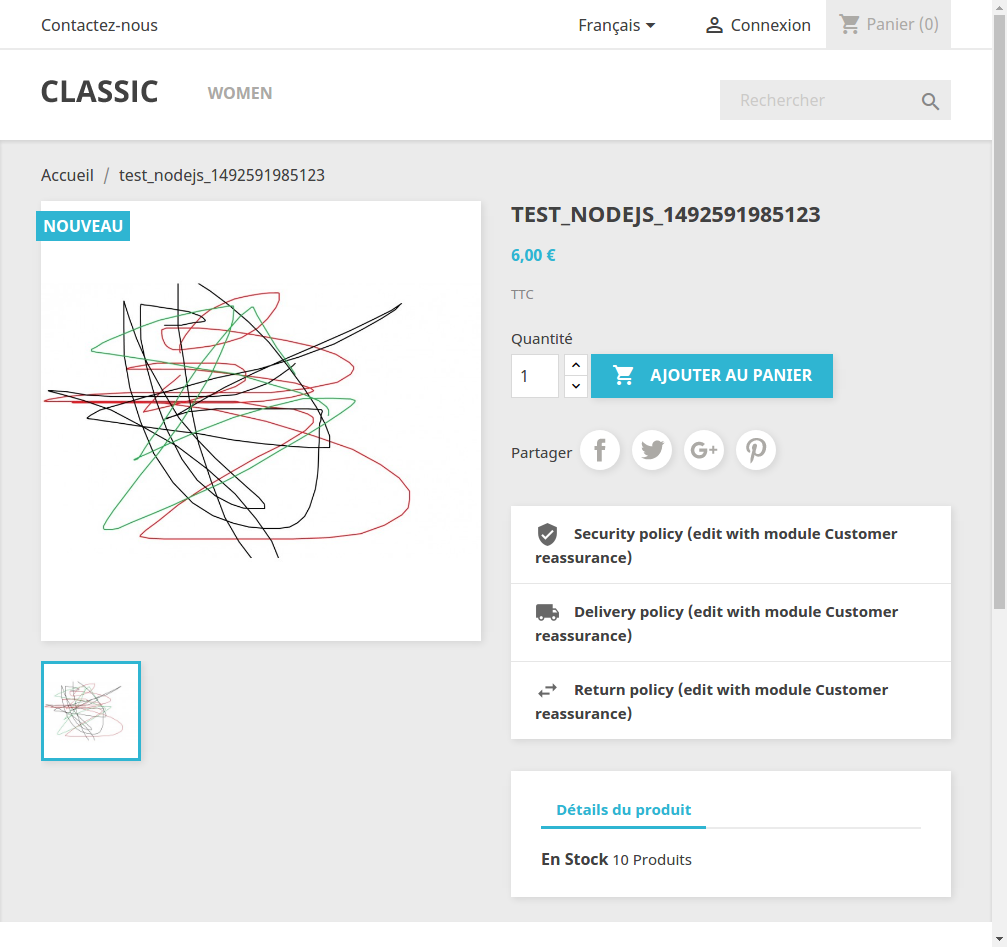 Contactez-nous
Français
Connexion
Panier (0)
CLASSIC
WOMEN
Rechercher
Accueil / test_nodejs_1492591985123
NOUVEAU
TEST_NODEJS_1492591985123
6,00 €
TTC
Quantité
1
AJOUTER AU PANIER
Partager
Security policy (edit with module Customer
reassurance)
Delivery policy (edit with module Customer
reassurance)
Return policy (edit with module Customer
reassurance)
Détails du produit
En Stock 10 Produits